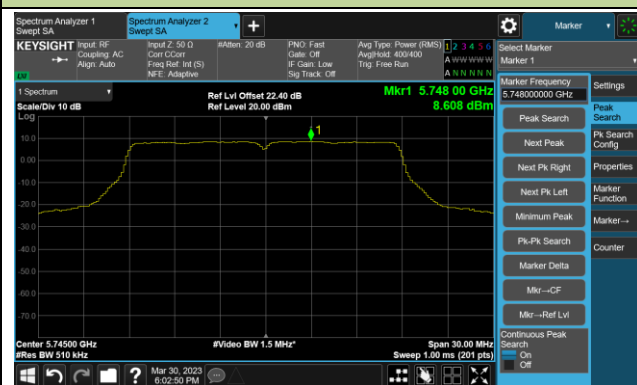 Spectrum Analyzer 1
Swept SA
Spectrum Analyzer 2
Swept SA
Marker
KEYSIGHT
Input: RF
Coupling: AC
Align: Auto
Input Z: 50 Ω
Corr CCorr
Freq Ref: Int (S)
NFE: Adaptive
#Atten: 20 dB
PNO: Fast
Gate: Off
IF Gain: Low
Sig Track: Off
Avg Type: Power (RMS)
Avg|Hold: 400/400
Trig: Free Run
1 2 3 4 5 6
A W W W W W
A N N N N N
Select Marker
Marker 1
1 Spectrum
Scale/Div 10 dB
Log
Ref Lvl Offset 22.40 dB
Ref Level 20.00 dBm
Mkr1 5.748 00 GHz
8.608 dBm
1
10.0
0.00
-10.0
-20.0
-30.0
-40.0
-50.0
-60.0
-70.0
Center 5.74500 GHz
#Res BW 510 kHz
#Video BW 1.5 MHz*
Span 30.00 MHz
Sweep 1.00 ms (201 pts)
Marker Frequency
5.748000000 GHz
Peak Search
Next Peak
Next Pk Right
Next Pk Left
Minimum Peak
Pk-Pk Search
Marker Delta
Mkr→CF
Mkr→Ref Lvl
Continuous Peak
Search
On
Off
Settings
Peak
Search
Pk Search
Config
Properties
Marker
Function
Marker→
Counter
?
Mar 30, 2023
6:02:50 PM